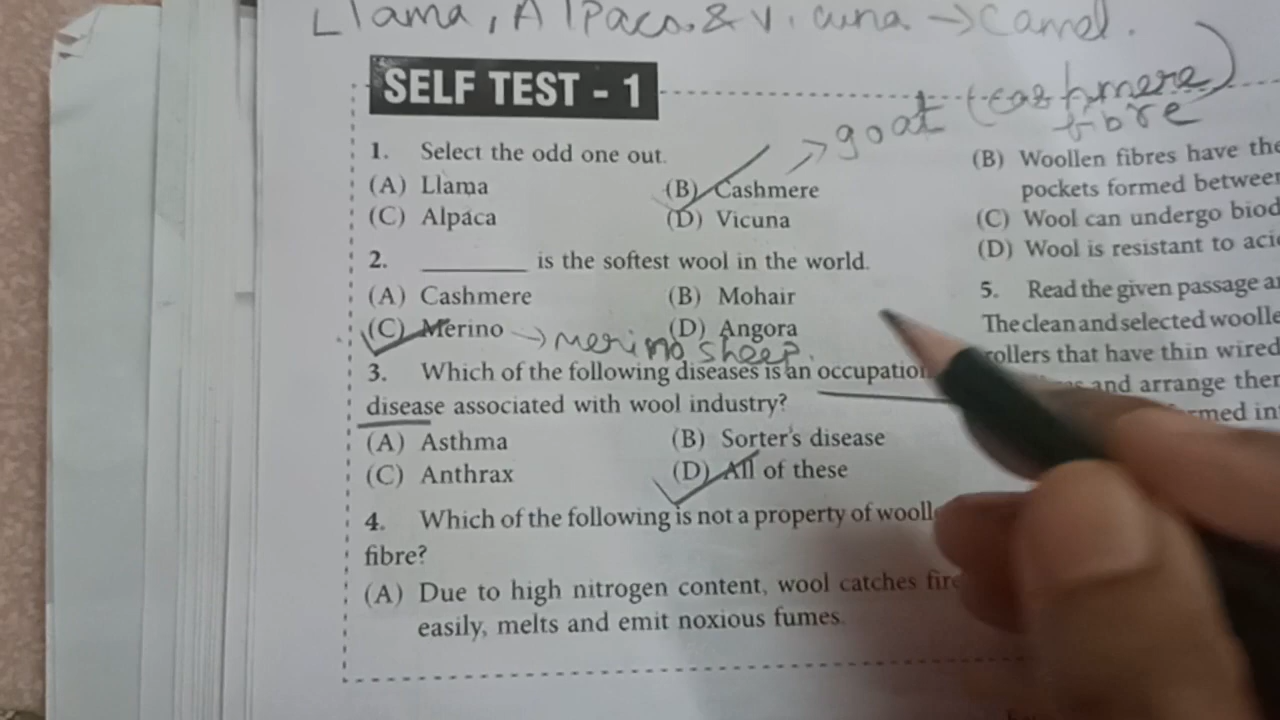 Llama, Alpaca & Vicuna → Camel.
SELF TEST - 1
→ goat (cashmere fibre)
1. Select the odd one out.
(A) Llama (B) Cashmere
(C) Alpaca (D) Vicuna
2. ________ is the softest wool in the world.
(A) Cashmere (B) Mohair
(C) Merino (D) Angora
→ merino sheep.
3. Which of the following diseases is an occupation
disease associated with wool industry?
(A) Asthma (B) Sorter's disease
(C) Anthrax (D) All of these
4. Which of the following is not a property of wooll
fibre?
(A) Due to high nitrogen content, wool catches fire
easily, melts and emit noxious fumes.
(B) Woollen fibres have the
pockets formed between
(C) Wool can undergo biod
(D) Wool is resistant to aci
5. Read the given passage a
The clean and selected woolle
rollers that have thin wired
and arrange ther
rmed in